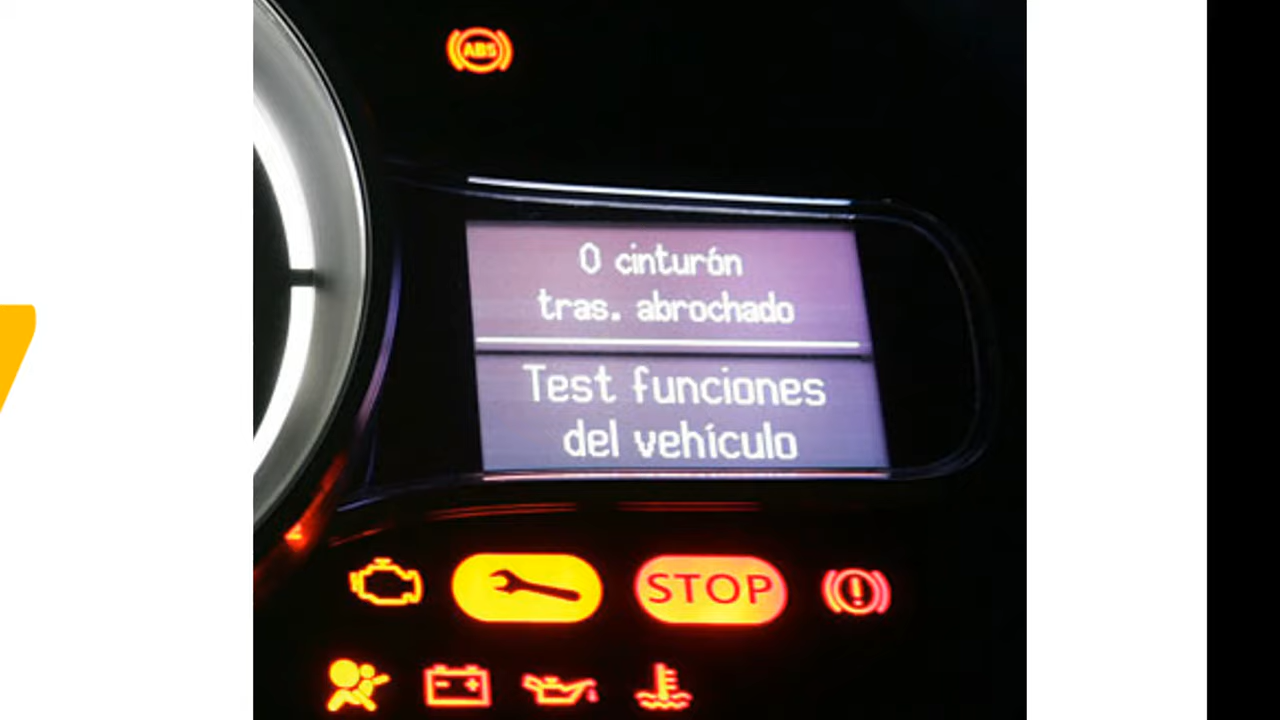 ABS
0 cinturón
tras. abrochado
Test funciones
del vehículo
STOP